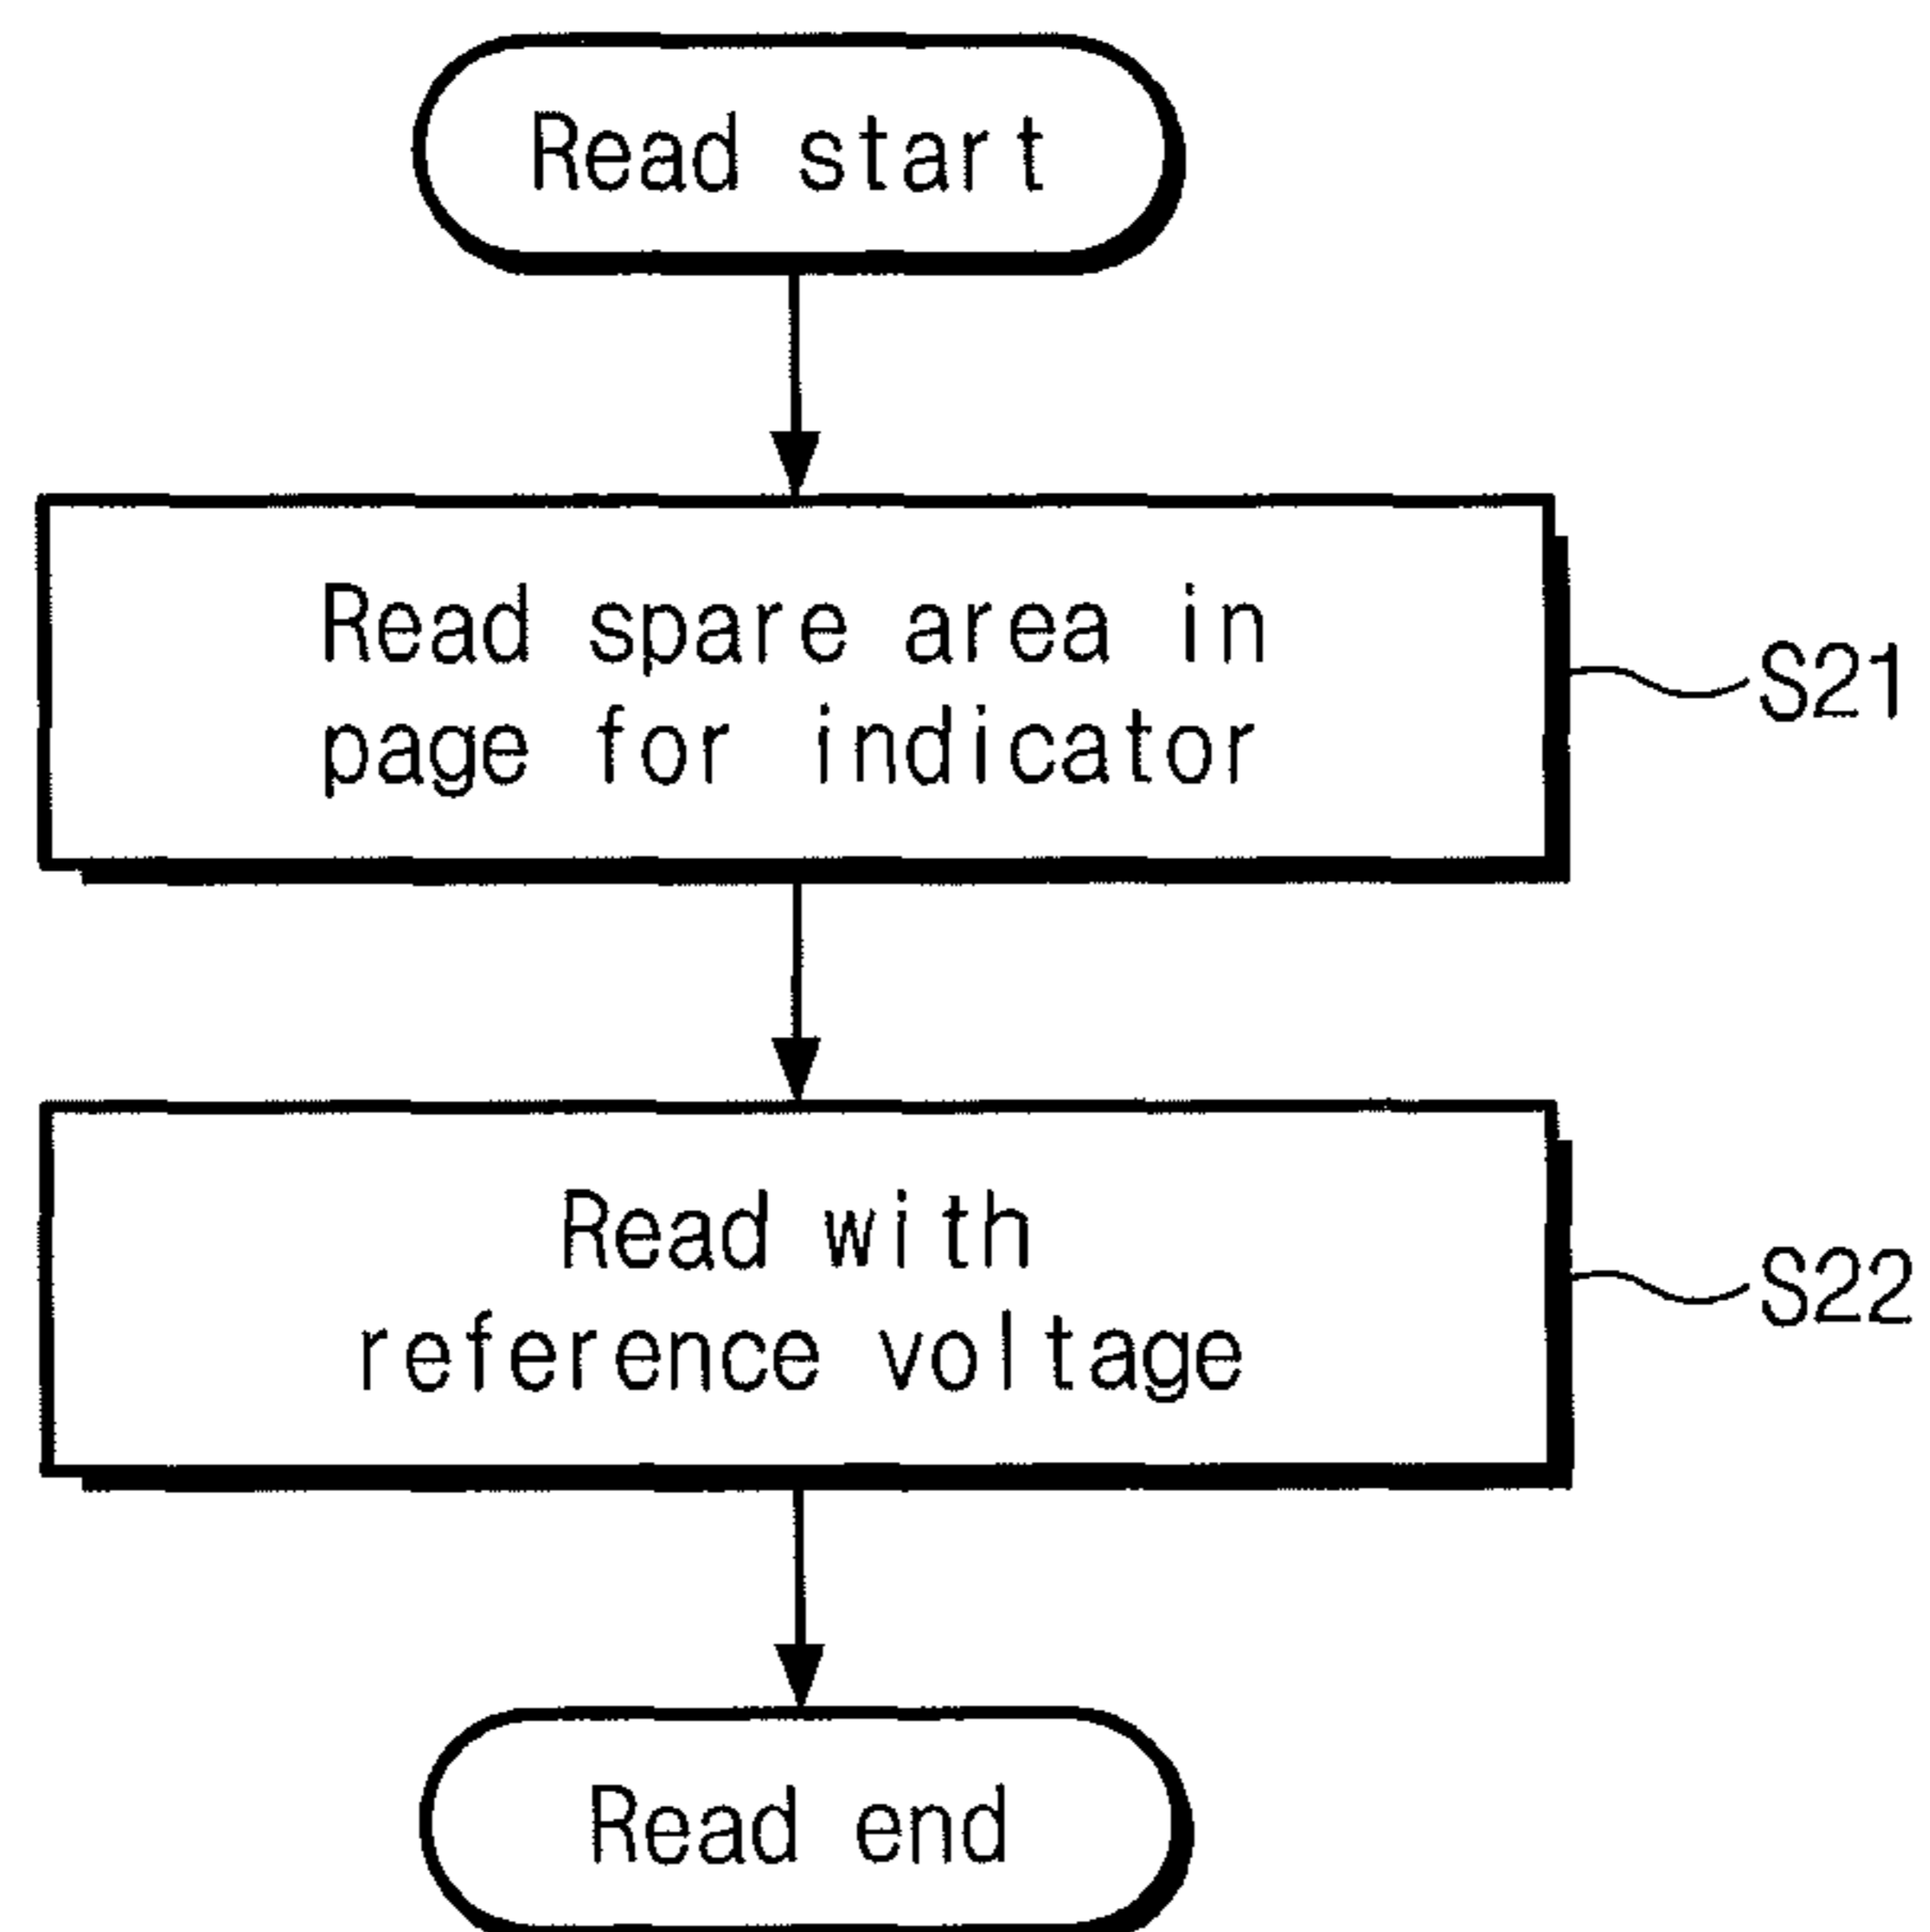 Read start
Read spare area in
page for indicator
S21
Read with
reference voltage
S22
Read end